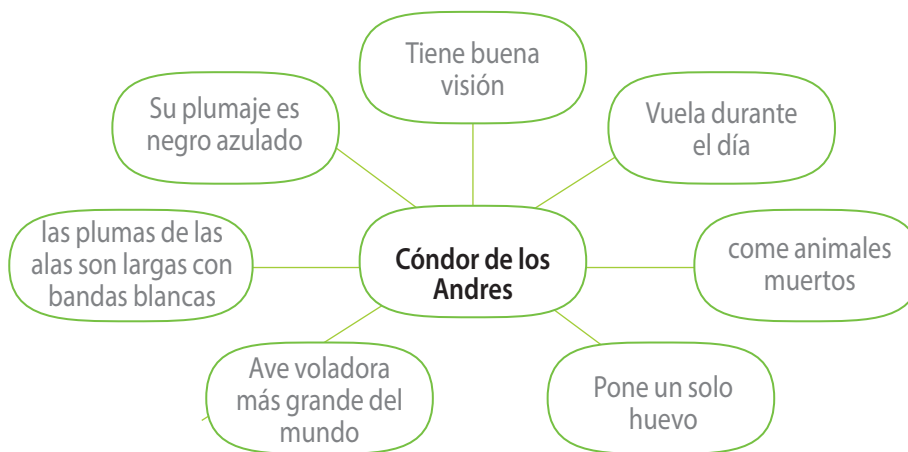 Tiene buena
visión
Su plumaje es
negro azulado
Vuela durante
el día
las plumas de las
alas son largas con
bandas blancas
Cóndor de los
Andres
come animales
muertos
Ave voladora
más grande del
mundo
Pone un solo
huevo